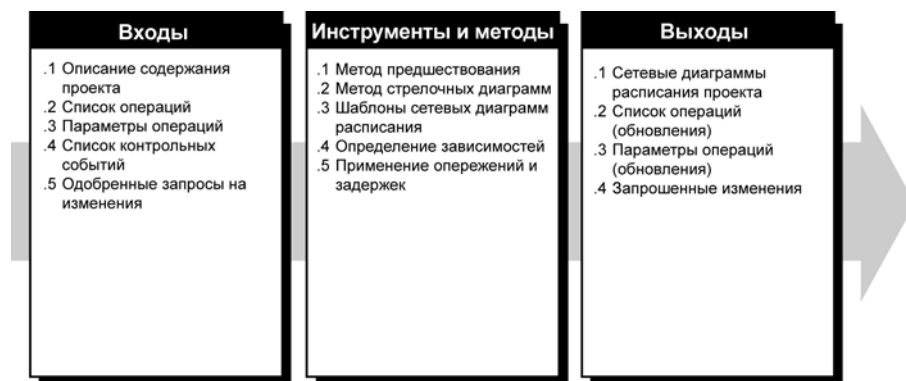 Входы
.1 Описание содержания
проекта
.2 Список операций
.3 Параметры операций
.4 Список контрольных
событий
.5 Одобренные запросы на
изменения
Инструменты и методы
.1 Метод предшествования
.2 Метод стрелочных диаграмм
.3 Шаблоны сетевых диаграмм
расписания
.4 Определение зависимостей
.5 Применение опережений и
задержек
Выходы
.1 Сетевые диаграммы
расписания проекта
.2 Список операций
(обновления)
.3 Параметры операций
(обновления)
.4 Запрошенные изменения